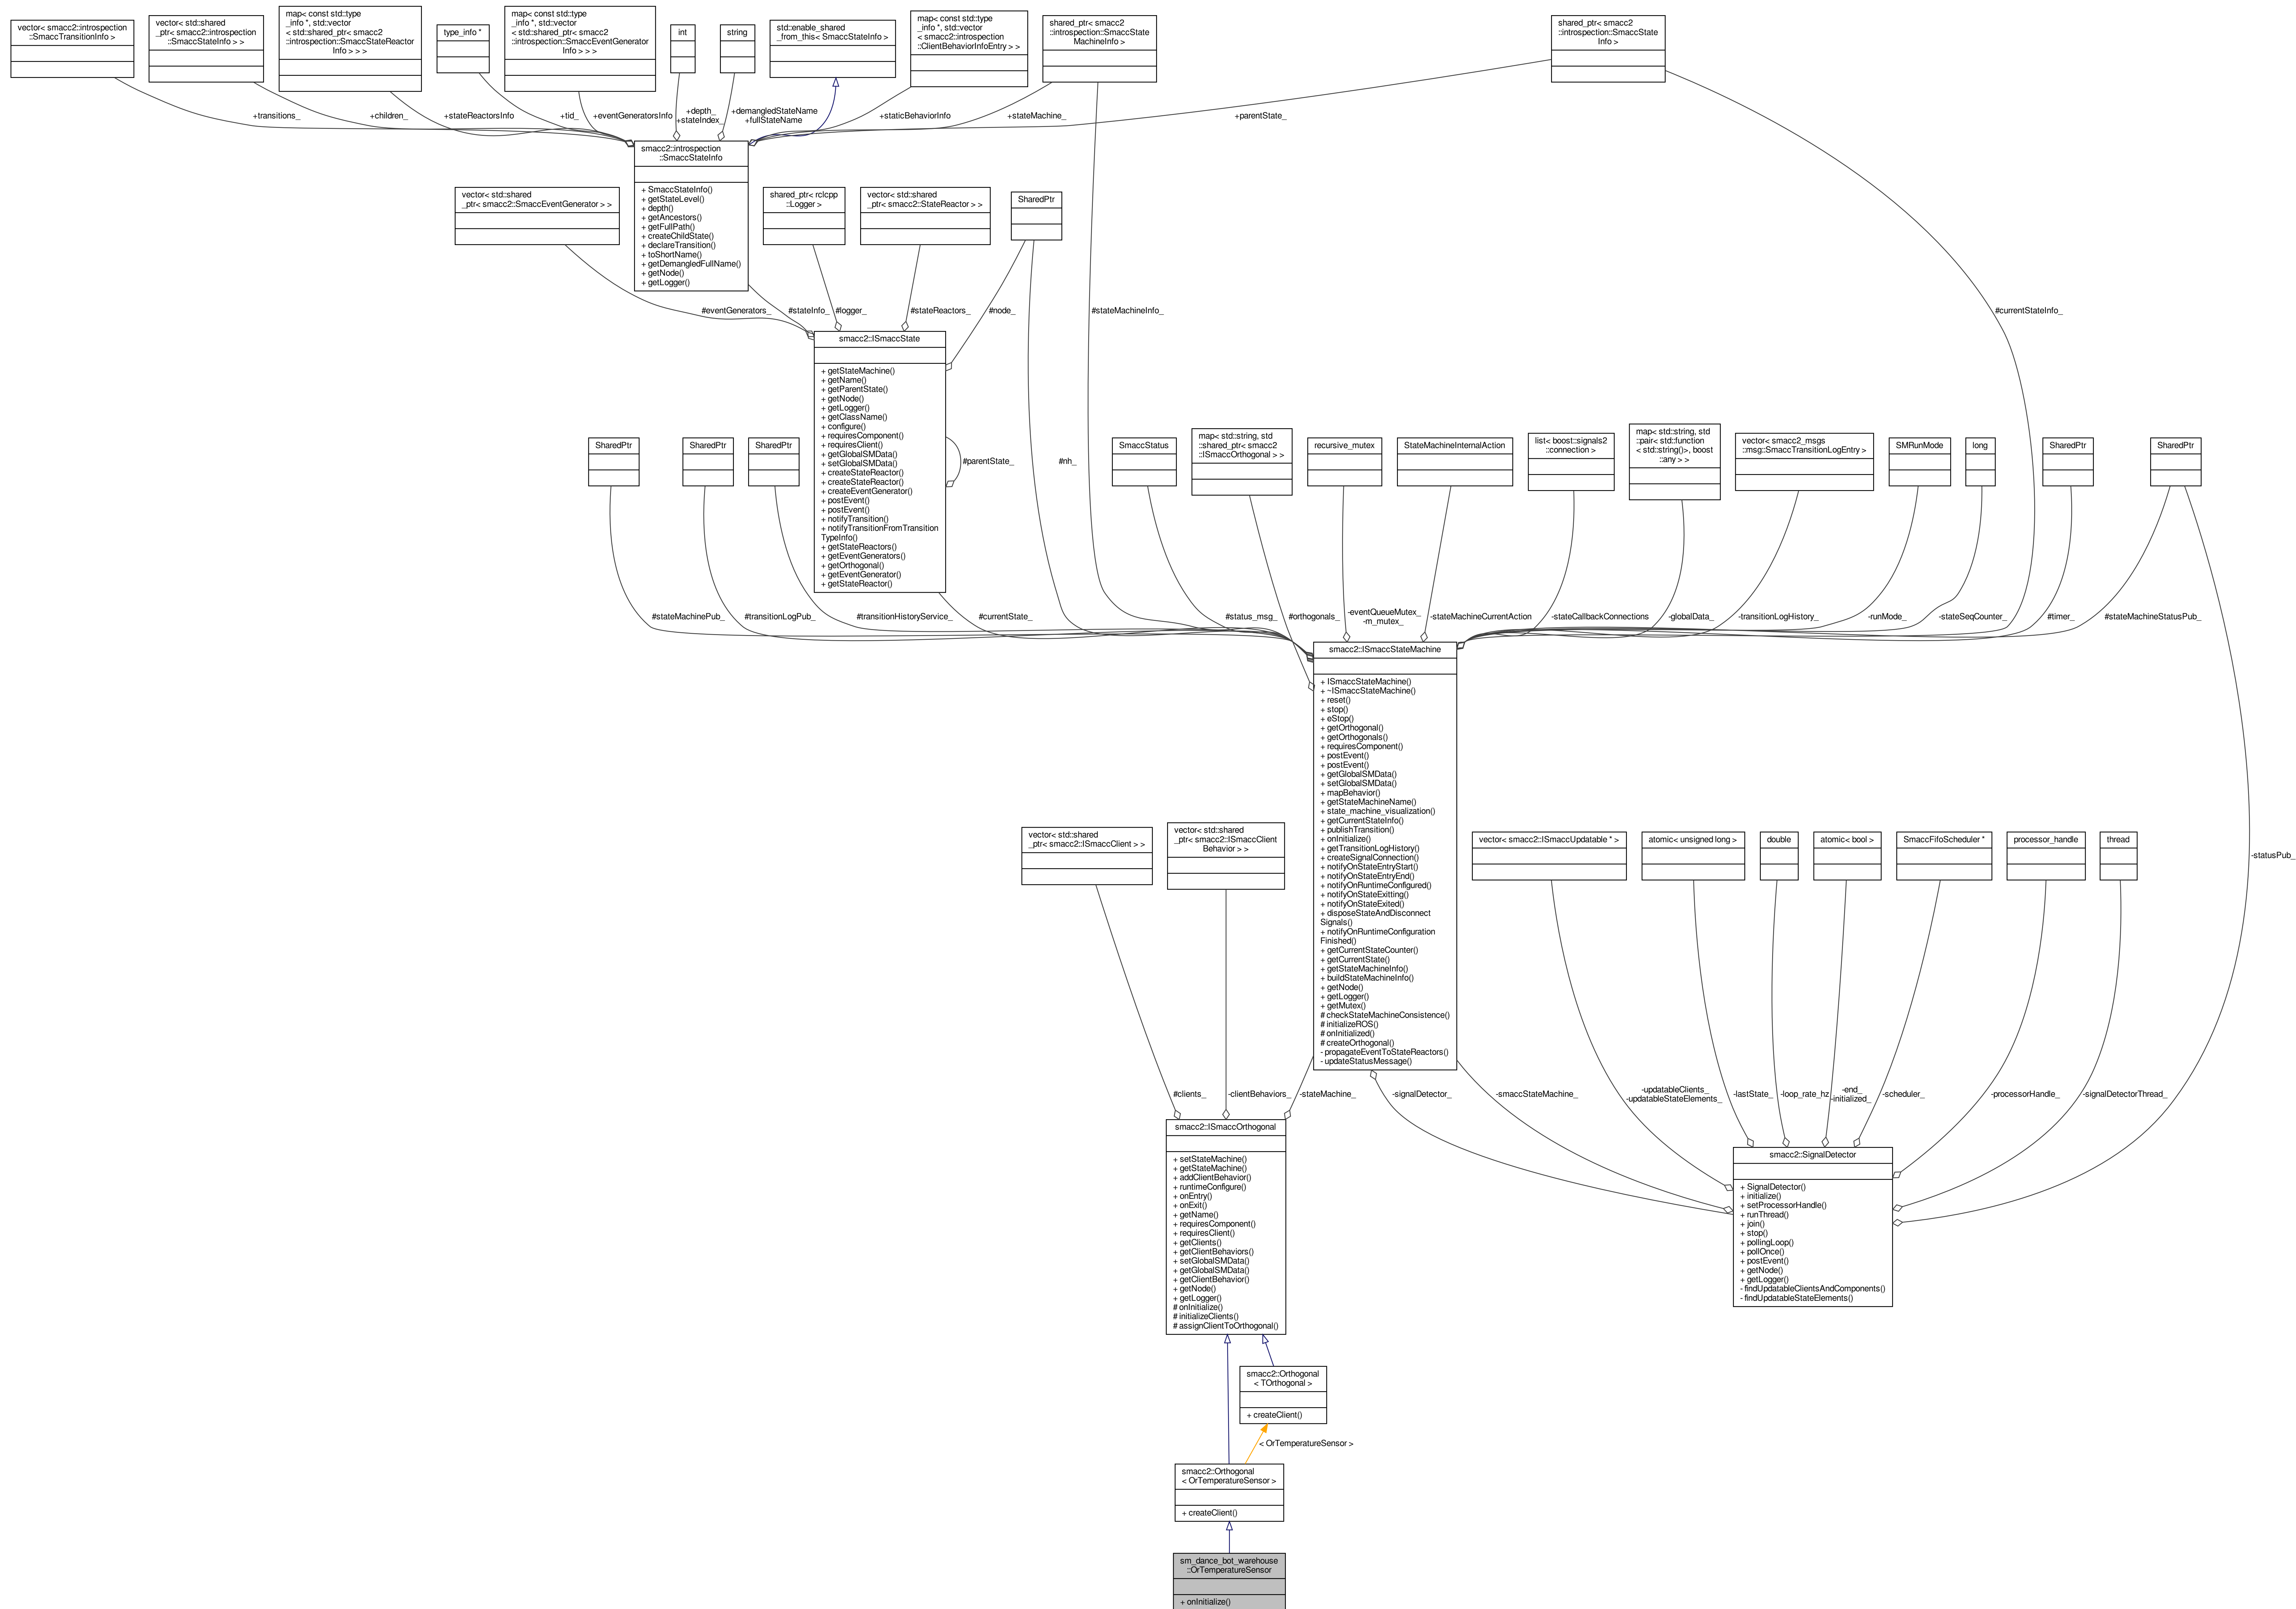 vector< smacc2::introspection
::SmaccTransitionInfo >
vector< std::shared
_ptr< smacc2::introspection
::SmaccStateInfo > >
map< const std::type
_info *, std::vector
< std::shared_ptr< smacc2
::introspection::SmaccStateReactor
Info > > >
type_info *
map< const std::type
_info *, std::vector
< std::shared_ptr< smacc2
::introspection::SmaccEventGenerator
Info > > >
int
string
std::enable_shared
_from_this< SmaccStateInfo >
map< const std::type
_info *, std::vector
< smacc2::introspection
::ClientBehaviorInfoEntry > >
shared_ptr< smacc2
::introspection::SmaccState
MachineInfo >
shared_ptr< smacc2
::introspection::SmaccState
Info >
+transitions_
+children_
+stateReactorsInfo
+tid_
+eventGeneratorsInfo
+depth_
+stateIndex_
+demangledStateName
+fullStateName
+staticBehaviorInfo
+stateMachine_
+parentState_
smacc2::introspection
::SmaccStateInfo
+ SmaccStateInfo()
+ getStateLevel()
+ depth()
+ getAncestors()
+ getFullPath()
+ createChildState()
+ declareTransition()
+ toShortName()
+ getDemangledFullName()
+ getNode()
+ getLogger()
vector< std::shared
_ptr< smacc2::SmaccEventGenerator > >
shared_ptr< rclcpp
::Logger >
vector< std::shared
_ptr< smacc2::StateReactor > >
SharedPtr
#eventGenerators_
#stateInfo_
#logger_
#stateReactors_
#node_
#stateMachineInfo_
#currentStateInfo_
smacc2::ISmaccState
+ getStateMachine()
+ getName()
+ getParentState()
+ getNode()
+ getLogger()
+ getClassName()
+ configure()
+ requiresComponent()
+ requiresClient()
+ getGlobalSMData()
+ setGlobalSMData()
+ createStateReactor()
+ createStateReactor()
+ createEventGenerator()
+ postEvent()
+ postEvent()
+ notifyTransition()
+ notifyTransitionFromTransition
TypeInfo()
+ getStateReactors()
+ getEventGenerators()
+ getOrthogonal()
+ getEventGenerator()
+ getStateReactor()
#parentState_
#nh_
SharedPtr
SharedPtr
SharedPtr
SmaccStatus
map< std::string, std
::shared_ptr< smacc2
::ISmaccOrthogonal > >
recursive_mutex
StateMachineInternalAction
list< boost::signals2
::connection >
map< std::string, std
::pair< std::function
< std::string()>, boost
::any > >
vector< smacc2_msgs
::msg::SmaccTransitionLogEntry >
SMRunMode
long
SharedPtr
SharedPtr
#stateMachinePub_
#transitionLogPub_
#transitionHistoryService_
#currentState_
#status_msg_
#orthogonals_
-eventQueueMutex_
-m_mutex_
-stateMachineCurrentAction
-stateCallbackConnections
-globalData_
-transitionLogHistory_
-runMode_
-stateSeqCounter_
#timer_
#stateMachineStatusPub_
smacc2::ISmaccStateMachine
+ ISmaccStateMachine()
+ ~ISmaccStateMachine()
+ reset()
+ stop()
+ eStop()
+ getOrthogonal()
+ getOrthogonals()
+ requiresComponent()
+ postEvent()
+ postEvent()
+ getGlobalSMData()
+ setGlobalSMData()
+ mapBehavior()
+ getStateMachineName()
+ state_machine_visualization()
+ getCurrentStateInfo()
+ publishTransition()
+ onInitialize()
+ getTransitionLogHistory()
+ createSignalConnection()
+ notifyOnStateEntryStart()
+ notifyOnStateEntryEnd()
+ notifyOnRuntimeConfigured()
+ notifyOnStateExitting()
+ notifyOnStateExited()
+ disposeStateAndDisconnect
Signals()
+ notifyOnRuntimeConfiguration
Finished()
+ getCurrentStateCounter()
+ getCurrentState()
+ getStateMachineInfo()
+ buildStateMachineInfo()
+ getNode()
+ getLogger()
+ getMutex()
# checkStateMachineConsistence()
# initializeROS()
# onInitialized()
# createOrthogonal()
- propagateEventToStateReactors()
- updateStatusMessage()
vector< std::shared
_ptr< smacc2::ISmaccClient > >
vector< std::shared
_ptr< smacc2::ISmaccClient
Behavior > >
vector< smacc2::ISmaccUpdatable * >
atomic< unsigned long >
double
atomic< bool >
SmaccFifoScheduler *
processor_handle
thread
-statusPub_
#clients_
-clientBehaviors_
-stateMachine_
-signalDetector_
-smaccStateMachine_
-updatableClients_
-updatableStateElements_
-lastState_
-loop_rate_hz
-end_
-initialized_
-scheduler_
-processorHandle_
-signalDetectorThread_
smacc2::ISmaccOrthogonal
+ setStateMachine()
+ getStateMachine()
+ addClientBehavior()
+ runtimeConfigure()
+ onEntry()
+ onExit()
+ getName()
+ requiresComponent()
+ requiresClient()
+ getClients()
+ getClientBehaviors()
+ setGlobalSMData()
+ getGlobalSMData()
+ getClientBehavior()
+ getNode()
+ getLogger()
# onInitialize()
# initializeClients()
# assignClientToOrthogonal()
smacc2::SignalDetector
+ SignalDetector()
+ initialize()
+ setProcessorHandle()
+ runThread()
+ join()
+ stop()
+ pollingLoop()
+ pollOnce()
+ postEvent()
+ getNode()
+ getLogger()
- findUpdatableClientsAndComponents()
- findUpdatableStateElements()
smacc2::Orthogonal
< TOrthogonal >
+ createClient()
< OrTemperatureSensor >
smacc2::Orthogonal
< OrTemperatureSensor >
+ createClient()
sm_dance_bot_warehouse
::OrTemperatureSensor
+ onInitialize()